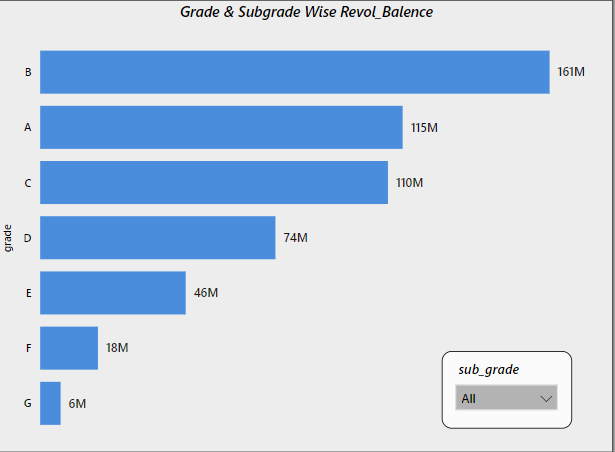 Grade & Subgrade Wise Revol_Balence
B 161M
A 115M
C 110M
D 74M
grade
E 46M
F 18M
sub_grade
All
G 6M